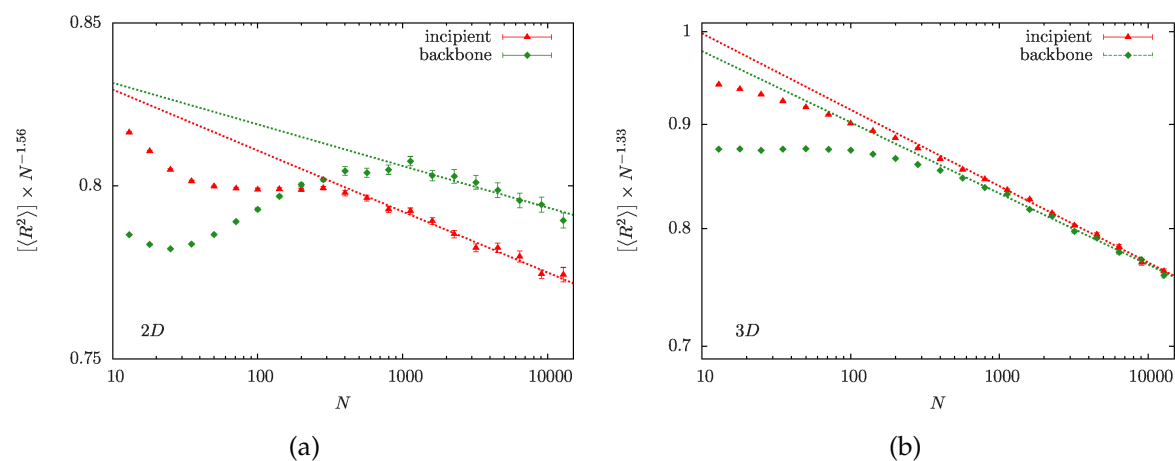 0.85
0.8
0.75
[⟨R²⟩] × N^{−1.56}
incipient
backbone
2D
10 100 1000 10000
N
(a)
1
0.9
0.8
0.7
[⟨R²⟩] × N^{−1.33}
incipient
backbone
3D
10 100 1000 10000
N
(b)